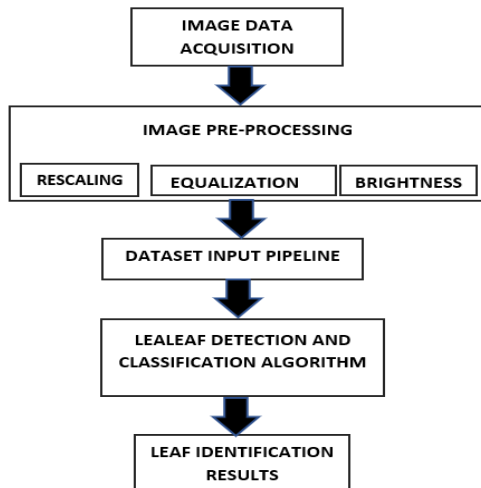 IMAGE DATA
ACQUISITION
IMAGE PRE-PROCESSING
RESCALING
EQUALIZATION
BRIGHTNESS
DATASET INPUT PIPELINE
LEALEAF DETECTION AND
CLASSIFICATION ALGORITHM
LEAF IDENTIFICATION
RESULTS